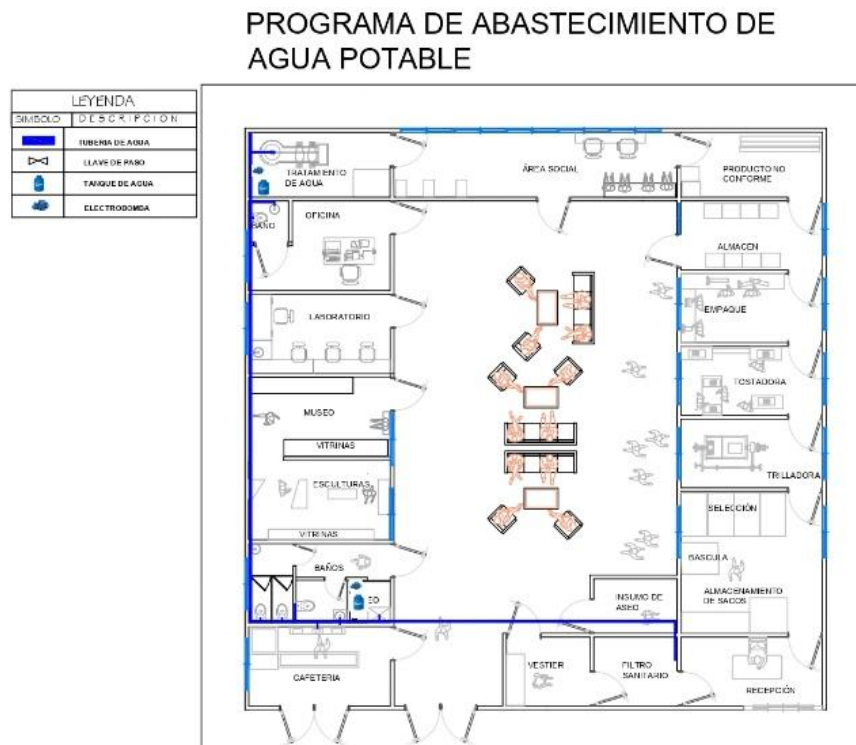 PROGRAMA DE ABASTECIMIENTO DE
AGUA POTABLE
LEYENDA
SIMBOLO DESCRIPCION
TUBERIA DE AGUA
LLAVE DE PASO
TANQUE DE AGUA
ELECTROBOMBA
TRATAMIENTO
DE AGUA
ÁREA SOCIAL
PRODUCTO NO
CONFORME
BAÑO
OFICINA
ALMACEN
LABORATORIO
EMPAQUE
TOSTADORA
MUSEO
VITRINAS
TRILLADORA
ESCULTURAS
SELECCIÓN
VITRINAS
BASCULA
BAÑOS
ALMACENAMIENTO
DE SACOS
INSUMO DE
ASEO
EO
VESTIER
FILTRO
SANITARIO
CAFETERIA
RECEPCIÓN